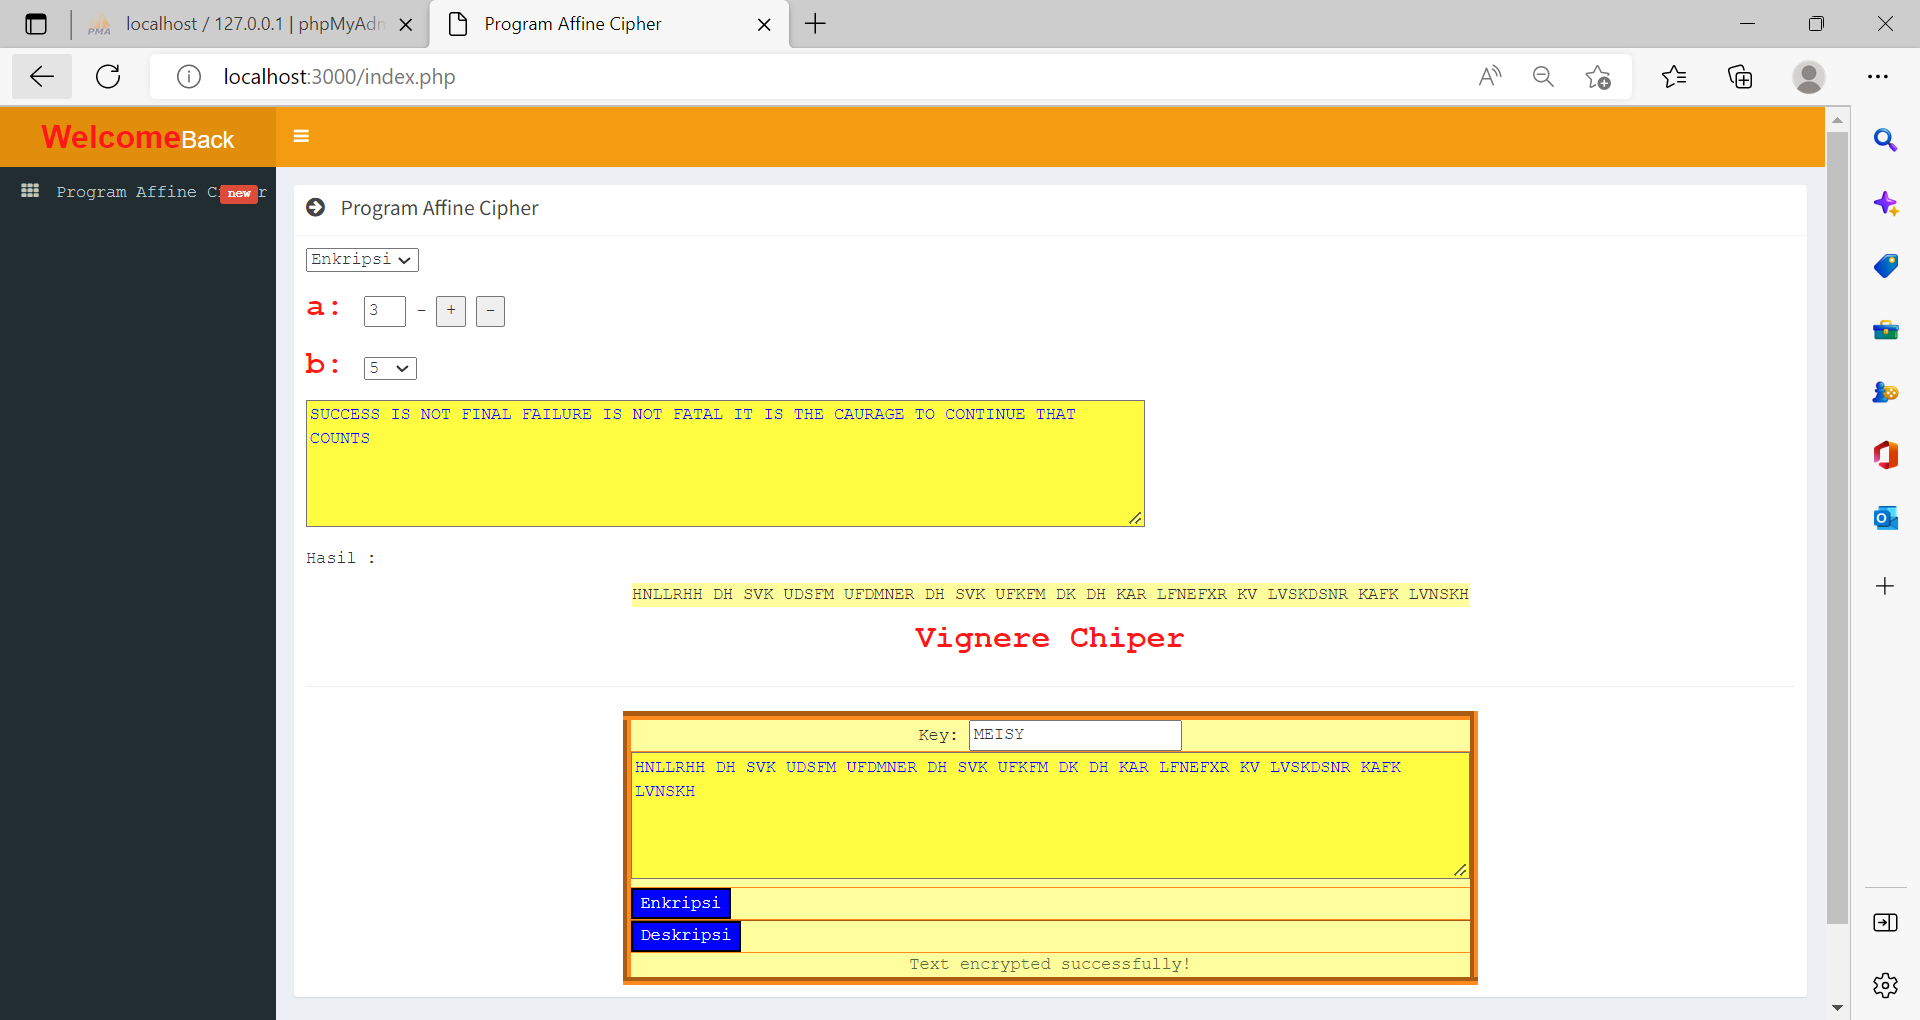 localhost / 127.0.0.1 | phpMyAdm
Program Affine Cipher
localhost:3000/index.php
WelcomeBack
Program Affine C
new
r
Program Affine Cipher
Enkripsi
a: 3 - + -
b: 5
SUCCESS IS NOT FINAL FAILURE IS NOT FATAL IT IS THE CAURAGE TO CONTINUE THAT
COUNTS
Hasil :
HNLLRHH DH SVK UDSFM UFDMNER DH SVK UFKFM DK DH KAR LFNEFXR KV LVSKDSNR KAFK LVNSKH
Vignere Chiper
Key: MEISY
HNLLRHH DH SVK UDSFM UFDMNER DH SVK UFKFM DK DH KAR LFNEFXR KV LVSKDSNR KAFK
LVNSKH
Enkripsi
Deskripsi
Text encrypted successfully!